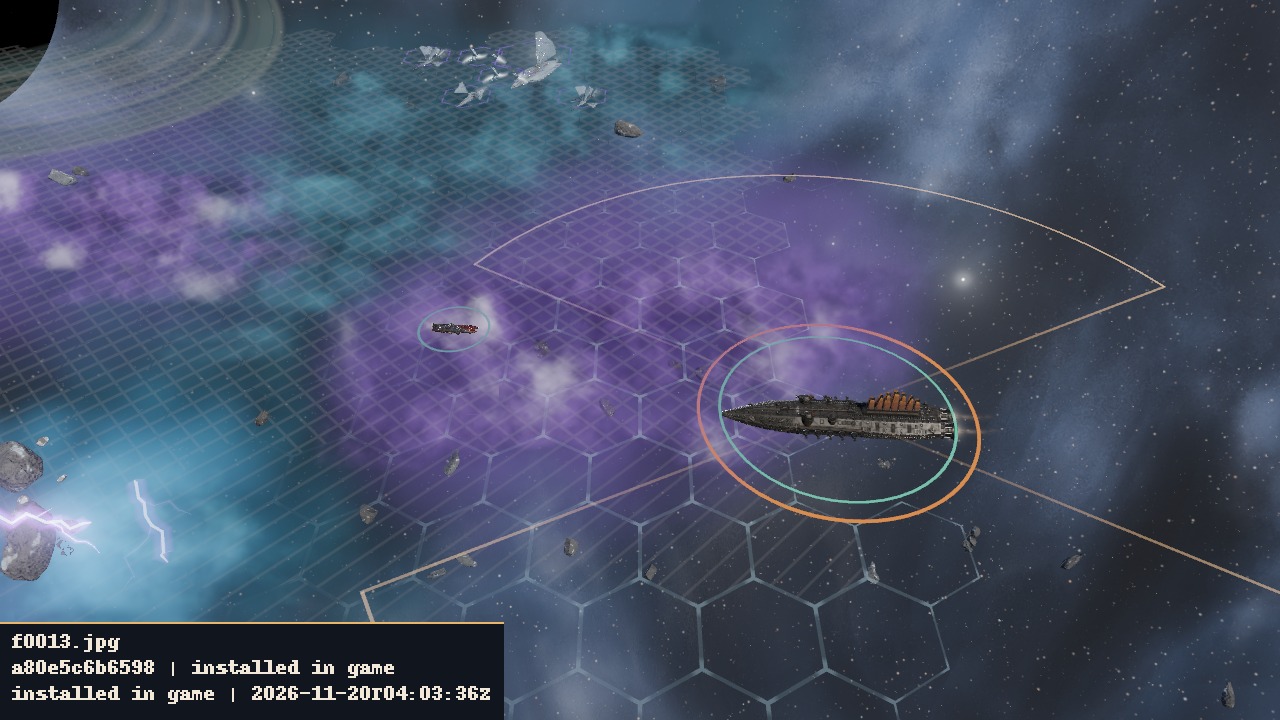 f0013.jpg
a80e5c6b6598 | installed in game
installed in game | 2026-11-20T04:03:36Z